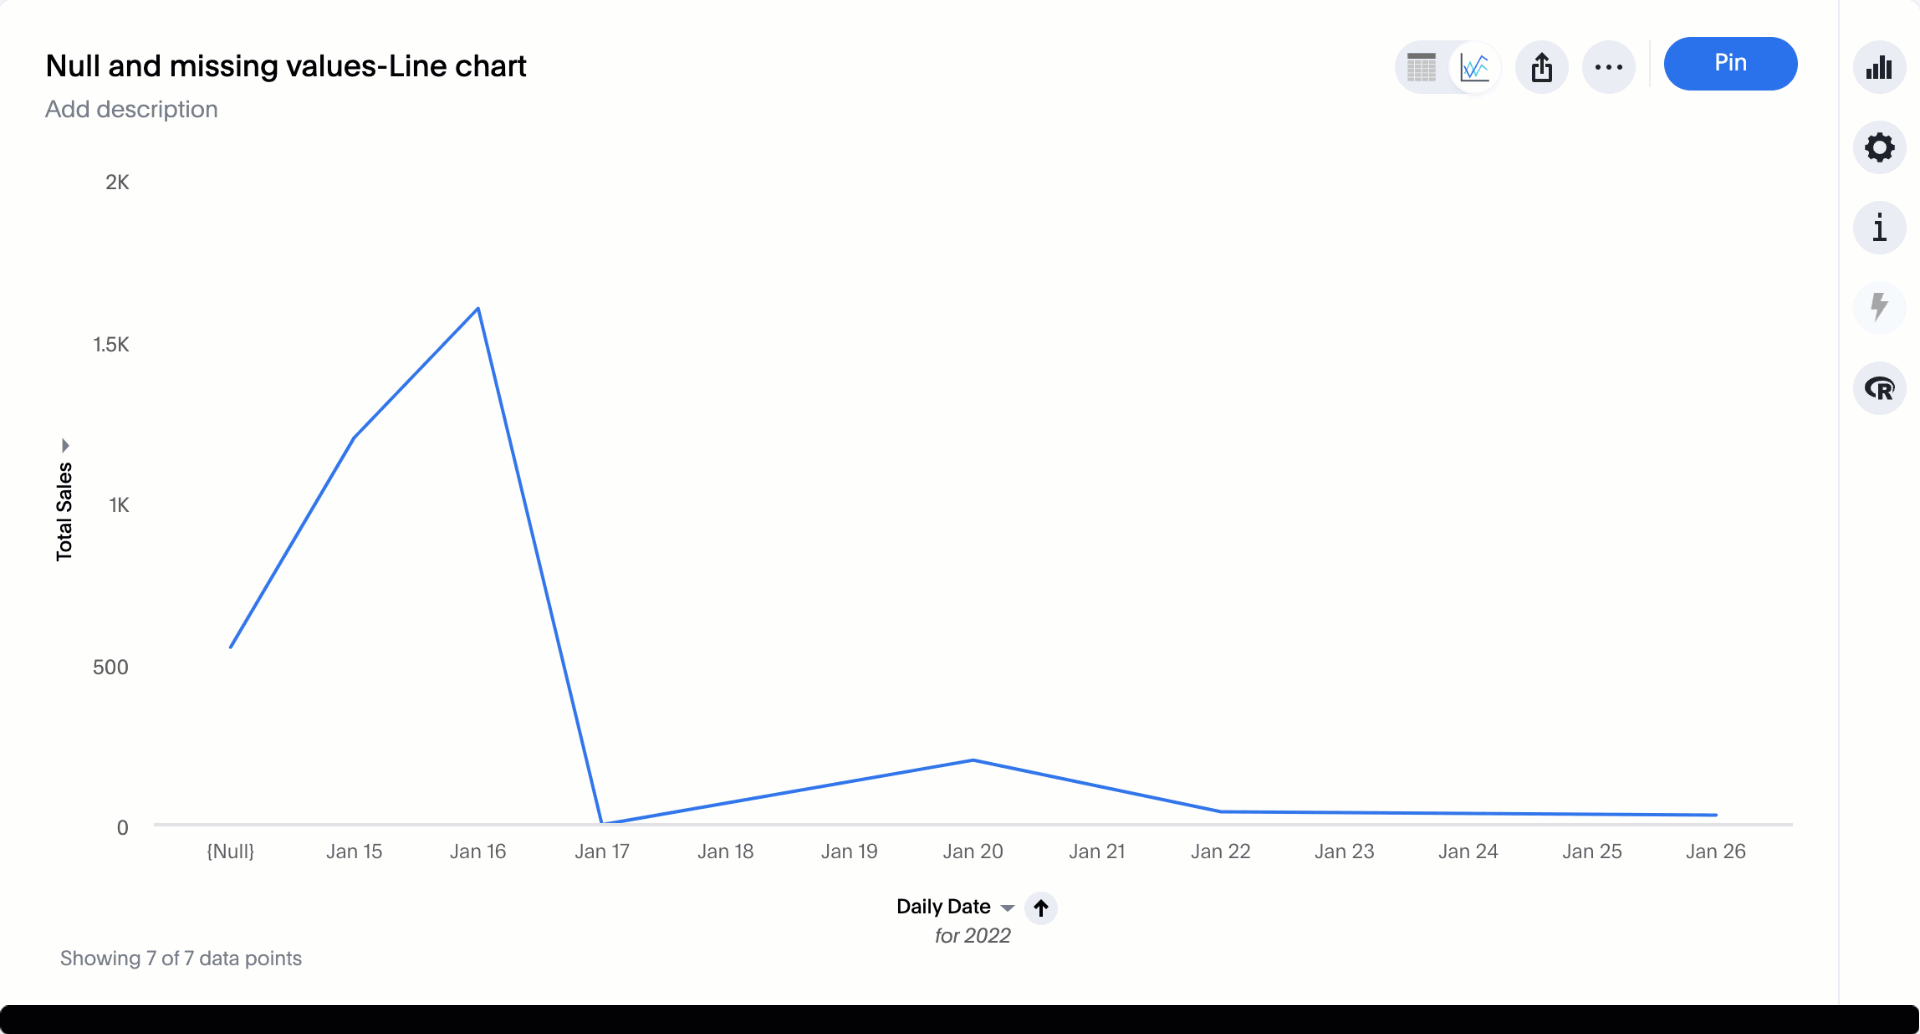 Null and missing values-Line chart
Add description
Pin
2K
1.5K
1K
500
0
Total Sales
{Null} Jan 15 Jan 16 Jan 17 Jan 18 Jan 19 Jan 20 Jan 21 Jan 22 Jan 23 Jan 24 Jan 25 Jan 26
Daily Date
for 2022
Showing 7 of 7 data points
i
R